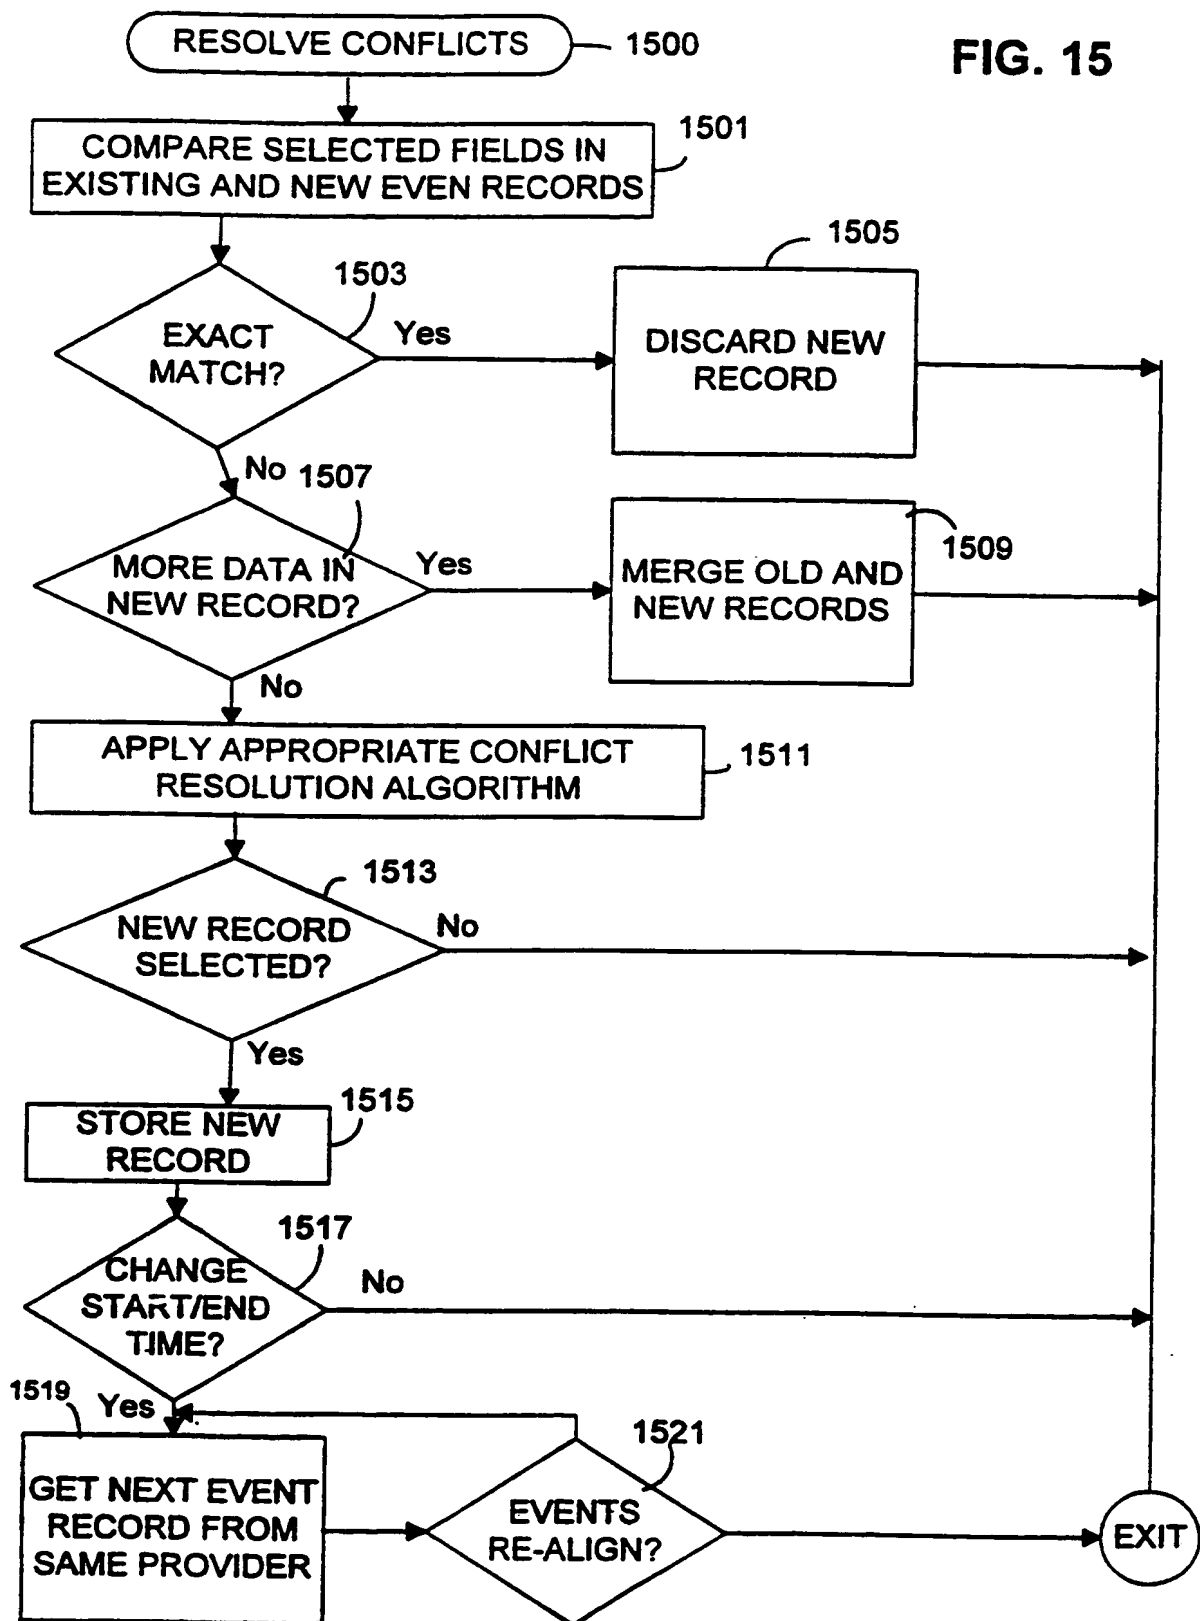 RESOLVE CONFLICTS
1500
FIG. 15
COMPARE SELECTED FIELDS IN
EXISTING AND NEW EVEN RECORDS
1501
EXACT
MATCH?
1503
Yes
DISCARD NEW
RECORD
1505
No
1507
MORE DATA IN
NEW RECORD?
Yes
MERGE OLD AND
NEW RECORDS
1509
No
APPLY APPROPRIATE CONFLICT
RESOLUTION ALGORITHM
1511
NEW RECORD
SELECTED?
1513
No
Yes
STORE NEW
RECORD
1515
CHANGE
START/END
TIME?
1517
No
Yes
1519
GET NEXT EVENT
RECORD FROM
SAME PROVIDER
EVENTS
RE-ALIGN?
1521
EXIT